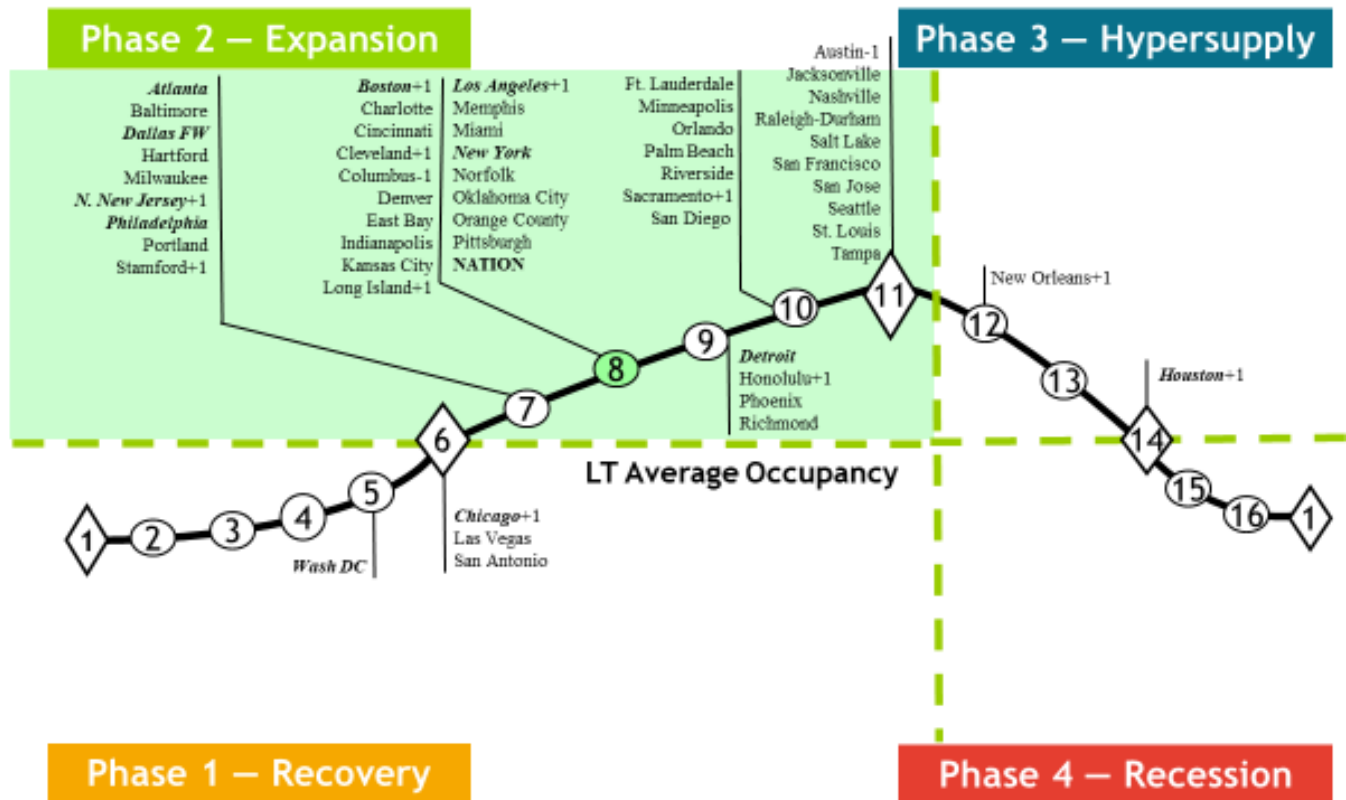 Phase 2 — Expansion
Phase 3 — Hypersupply
Atlanta
Baltimore
Dallas FW
Hartford
Milwaukee
N. New Jersey+1
Philadelphia
Portland
Stamford+1
Boston+1
Charlotte
Cincinnati
Cleveland+1
Columbus-1
Denver
East Bay
Indianapolis
Kansas City
Long Island+1
Los Angeles+1
Memphis
Miami
New York
Norfolk
Oklahoma City
Orange County
Pittsburgh
NATION
Ft. Lauderdale
Minneapolis
Orlando
Palm Beach
Riverside
Sacramento+1
San Diego
Austin-1
Jacksonville
Nashville
Raleigh-Durham
Salt Lake
San Francisco
San Jose
Seattle
St. Louis
Tampa
New Orleans+1
Detroit
Honolulu+1
Phoenix
Richmond
Houston+1
1
2
3
4
5
6
7
8
9
10
11
12
13
14
15
16
1
LT Average Occupancy
Wash DC
Chicago+1
Las Vegas
San Antonio
Phase 1 — Recovery
Phase 4 — Recession